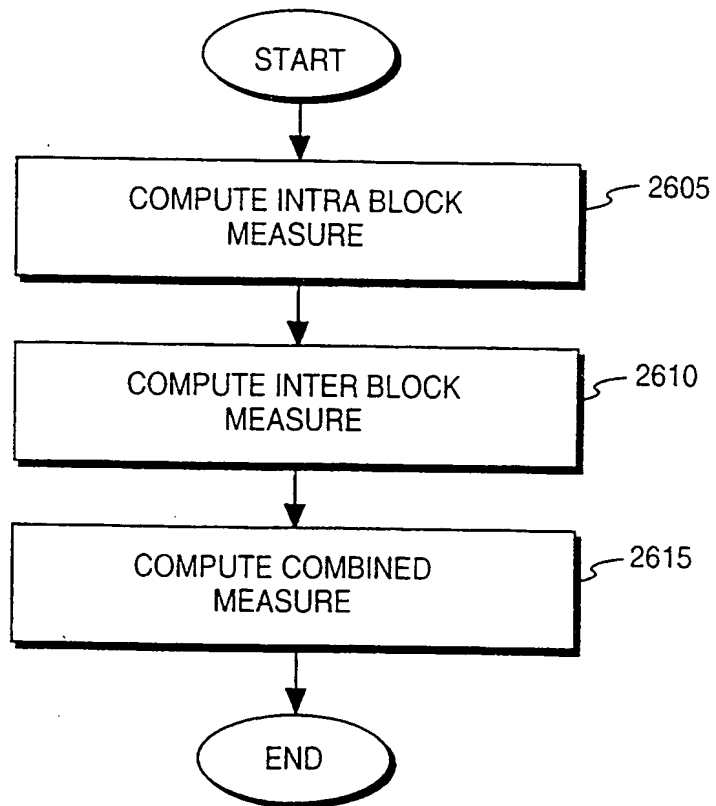 START
COMPUTE INTRA BLOCK
MEASURE
2605
COMPUTE INTER BLOCK
MEASURE
2610
COMPUTE COMBINED
MEASURE
2615
END